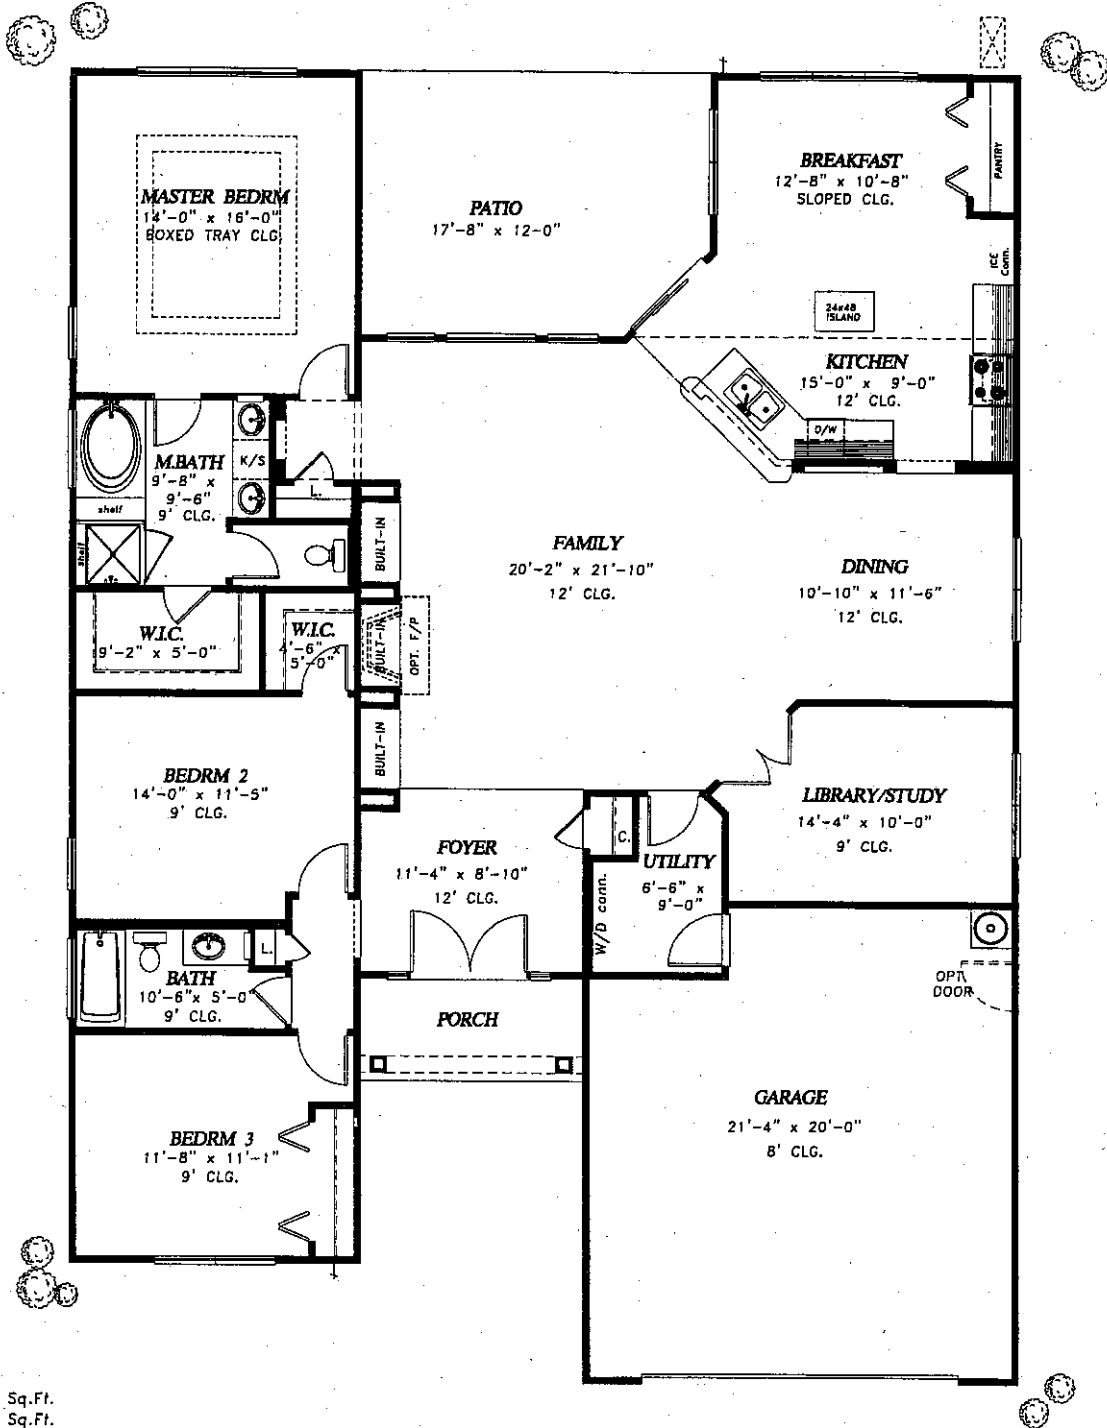 MASTER BEDRM
14'-0" x 16'-0"
BOXED TRAY CLG.
PATIO
17'-8" x 12-0"
BREAKFAST
12'-8" x 10'-8"
SLOPED CLG.
PANTRY
ICE
Conn.
24x48
ISLAND
KITCHEN
15'-0" x 9'-0"
12' CLG.
D/W
M.BATH
9'-8" x
9'-6"
9' CLG.
K/S
L.
shelf
shelf
BUILT-IN
FAMILY
20'-2" x 21'-10"
12' CLG.
DINING
10'-10" x 11'-6"
12' CLG.
W.I.C.
9'-2" x 5'-0"
W.I.C.
4'-6" x
5'-0"
BUILT-IN
OPT. F/P
BUILT-IN
BEDRM 2
14'-0" x 11'-5"
9' CLG.
LIBRARY/STUDY
14'-4" x 10'-0"
9' CLG.
FOYER
11'-4" x 8'-10"
12' CLG.
C.
UTILITY
6'-6" x
9'-0"
W/D conn.
L.
BATH
10'-6"x 5'-0"
9' CLG.
OPT.
DOOR
PORCH
GARAGE
21'-4" x 20'-0"
8' CLG.
BEDRM 3
11'-8" x 11'-1"
9' CLG.
Sq.Ft.
Sq.Ft.